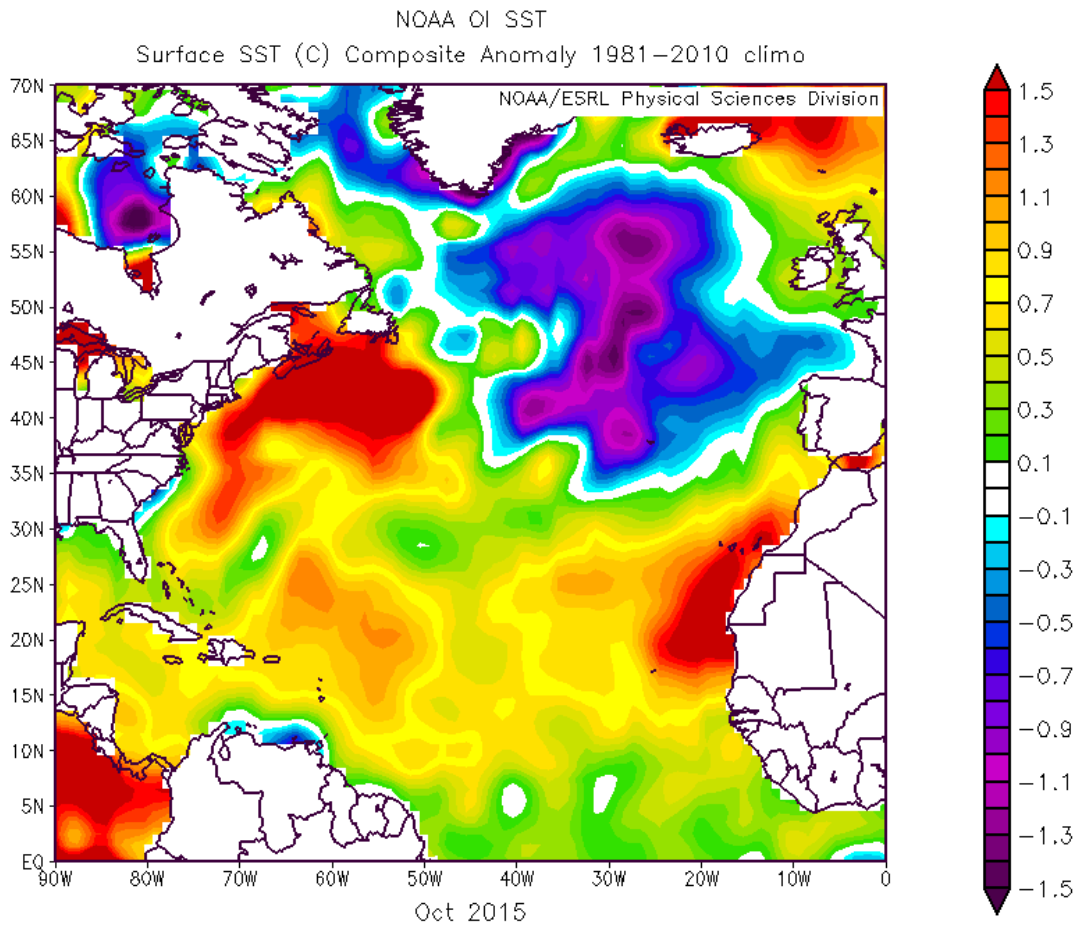 NOAA OI SST
Surface SST (C) Composite Anomaly 1981–2010 climo
NOAA/ESRL Physical Sciences Division
70N
65N
60N
55N
50N
45N
40N
35N
30N
25N
20N
15N
10N
5N
EQ
90W 80W 70W 60W 50W 40W 30W 20W 10W 0
Oct 2015
1.5
1.3
1.1
0.9
0.7
0.5
0.3
0.1
−0.1
−0.3
−0.5
−0.7
−0.9
−1.1
−1.3
−1.5